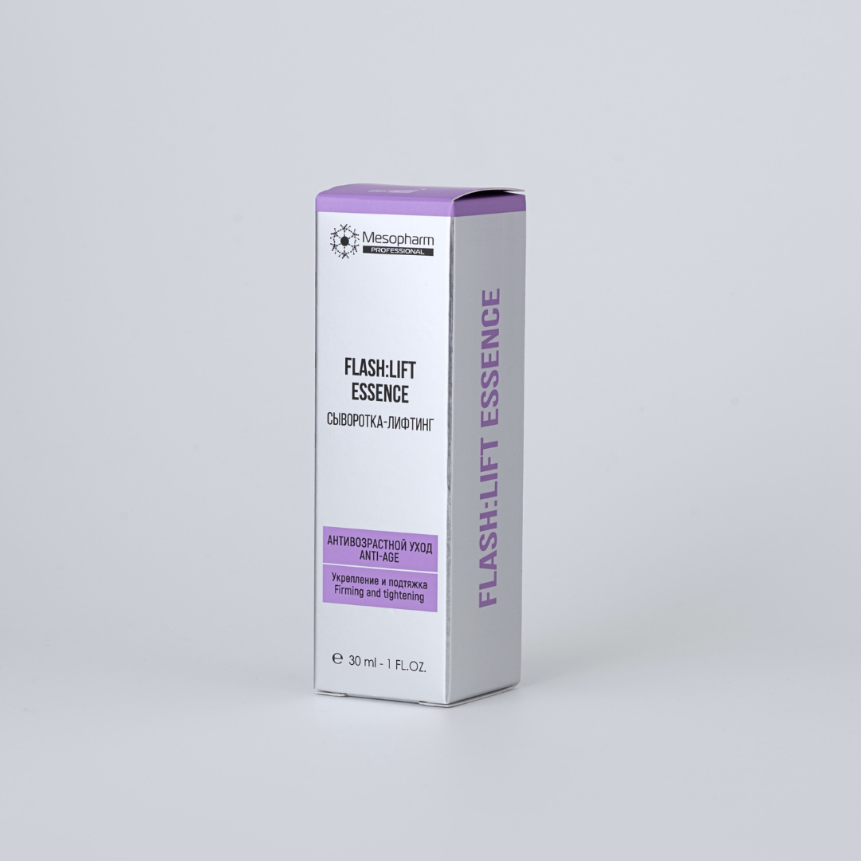 Mesopharm
PROFESSIONAL
FLASH:LIFT
ESSENCE
СЫВОРОТКА-ЛИФТИНГ
АНТИВОЗРАСТНОЙ УХОД
ANTI-AGE
Укрепление и подтяжка
Firming and tightening
℮ 30 ml - 1 FL.OZ.
FLASH:LIFT ESSENCE